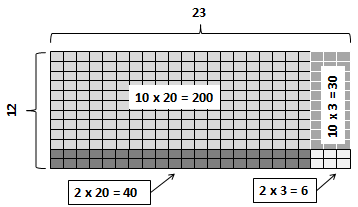 23
12
10 x 20 = 200
10 x 3 = 30
2 x 20 = 40
2 x 3 = 6